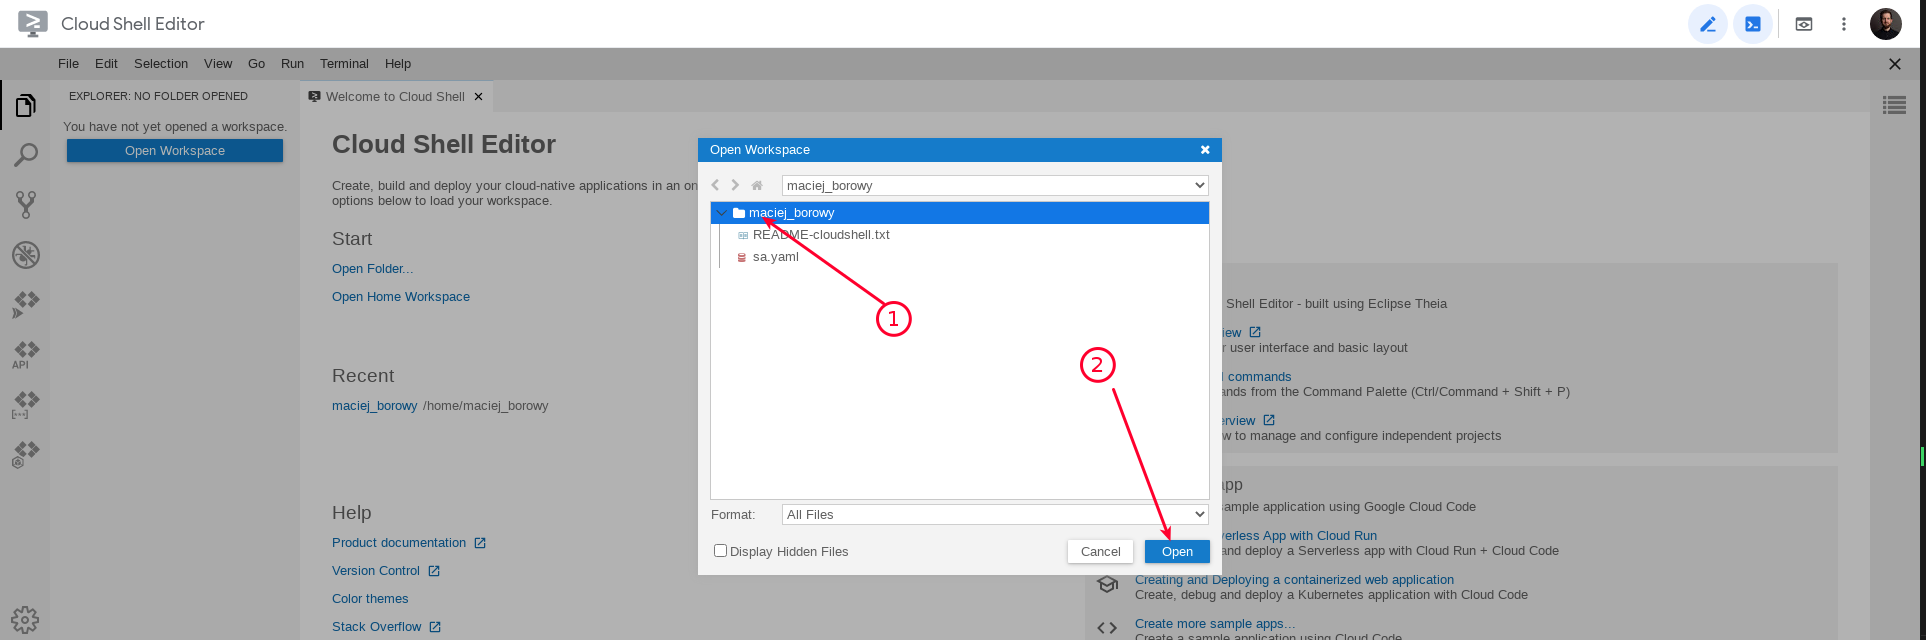 Cloud Shell Editor
File Edit Selection View Go Run Terminal Help
EXPLORER: NO FOLDER OPENED
You have not yet opened a workspace.
Open Workspace
Welcome to Cloud Shell
Cloud Shell Editor
Create, build and deploy your cloud-native applications in an on
options below to load your workspace.
Start
Open Folder...
Open Home Workspace
Recent
maciej_borowy /home/maciej_borowy
Help
Product documentation
Version Control
Color themes
Stack Overflow
API
Open Workspace
maciej_borowy
maciej_borowy
README-cloudshell.txt
sa.yaml
1
2
Format: All Files
Display Hidden Files
Cancel Open
Shell Editor - built using Eclipse Theia
user interface and basic layout
commands
from the Command Palette (Ctrl/Command + Shift + P)
to manage and configure independent projects
app
sample application using Google Cloud Code
App with Cloud Run
and deploy a Serverless app with Cloud Run + Cloud Code
Creating and Deploying a containerized web application
Create, debug and deploy a Kubernetes application with Cloud Code
Create more sample apps...
Create a sample application using Cloud Code